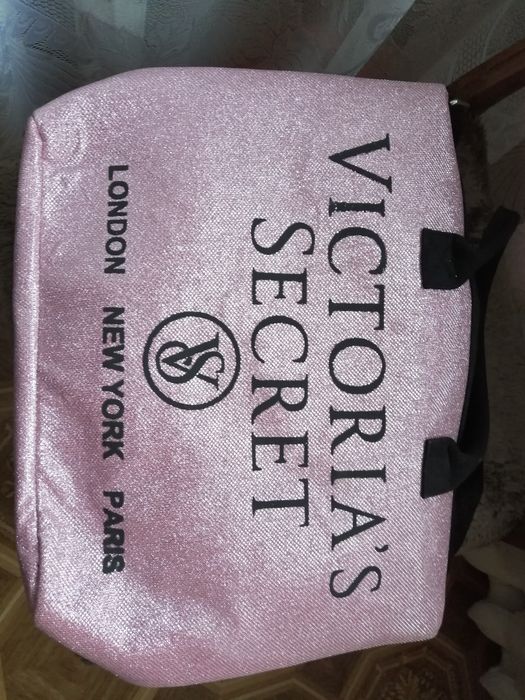 VICTORIA'S
SECRET
VS
LONDON NEW YORK PARIS